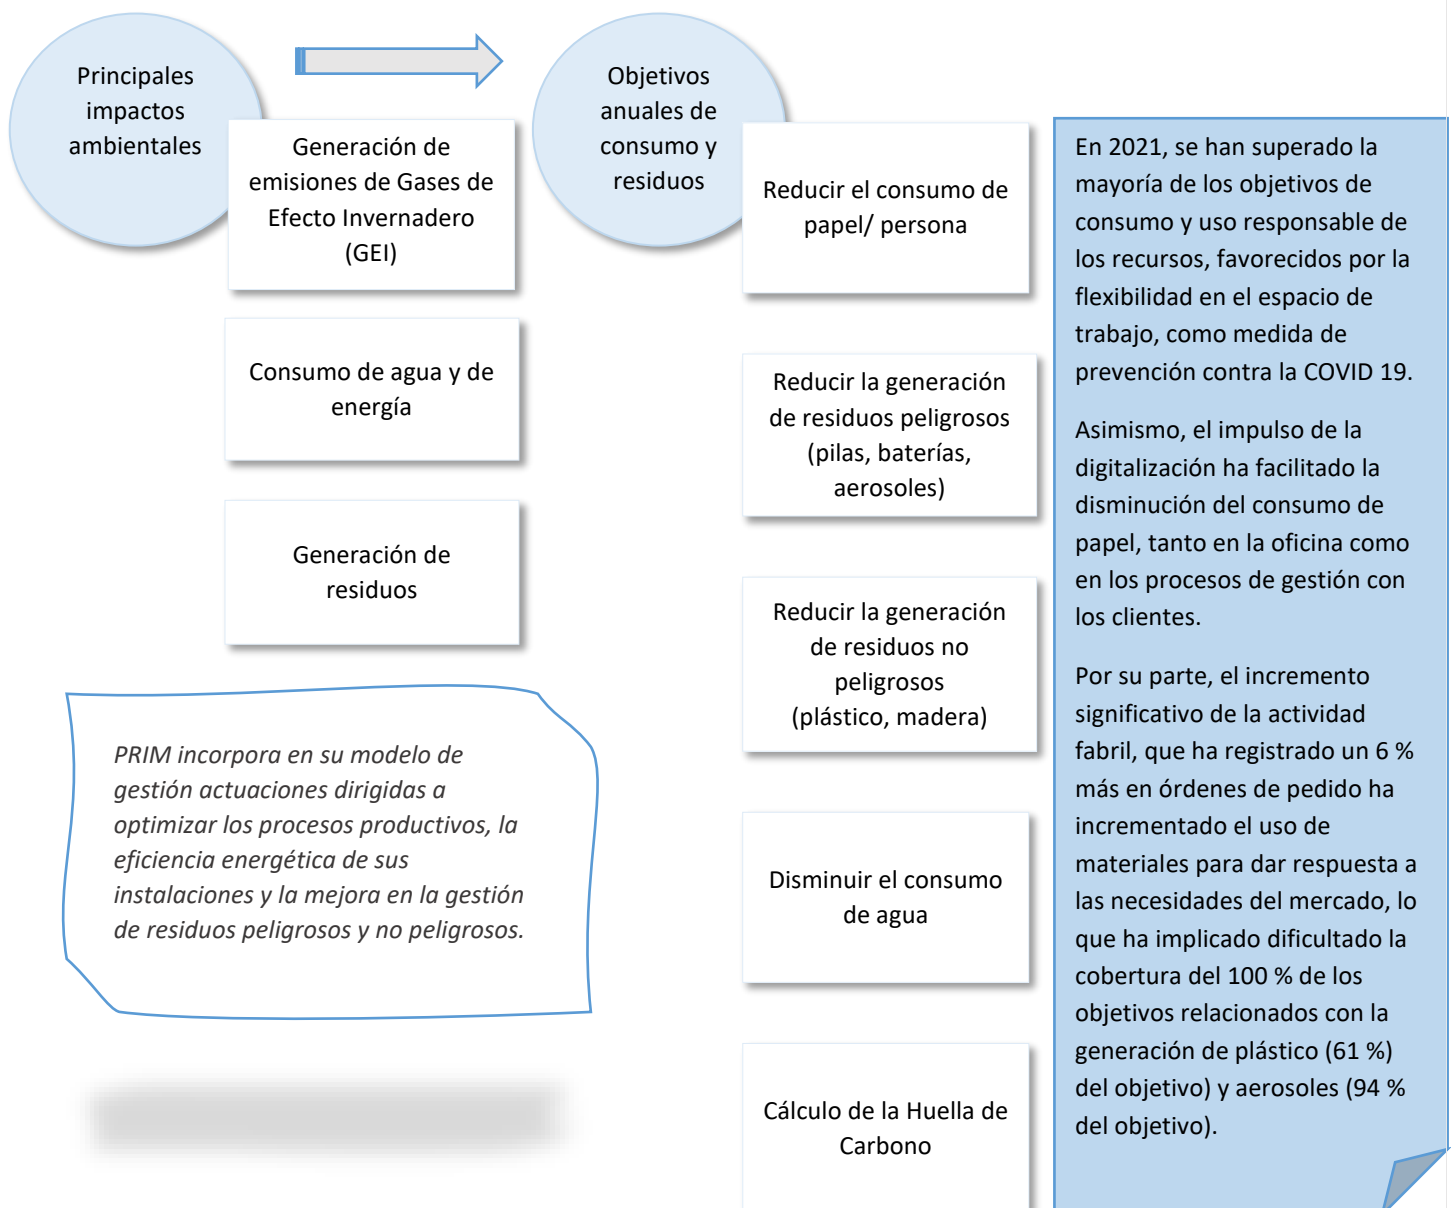 Principales
impactos
ambientales
Generación de
emisiones de Gases de
Efecto Invernadero
(GEI)
Consumo de agua y de
energía
Generación de
residuos
PRIM incorpora en su modelo de
gestión actuaciones dirigidas a
optimizar los procesos productivos, la
eficiencia energética de sus
instalaciones y la mejora en la gestión
de residuos peligrosos y no peligrosos.
Objetivos
anuales de
consumo y
residuos
Reducir el consumo de
papel/ persona
Reducir la generación
de residuos peligrosos
(pilas, baterías,
aerosoles)
Reducir la generación
de residuos no
peligrosos
(plástico, madera)
Disminuir el consumo
de agua
Cálculo de la Huella de
Carbono
En 2021, se han superado la
mayoría de los objetivos de
consumo y uso responsable de
los recursos, favorecidos por la
flexibilidad en el espacio de
trabajo, como medida de
prevención contra la COVID 19.
Asimismo, el impulso de la
digitalización ha facilitado la
disminución del consumo de
papel, tanto en la oficina como
en los procesos de gestión con
los clientes.
Por su parte, el incremento
significativo de la actividad
fabril, que ha registrado un 6 %
más en órdenes de pedido ha
incrementado el uso de
materiales para dar respuesta a
las necesidades del mercado, lo
que ha implicado dificultado la
cobertura del 100 % de los
objetivos relacionados con la
generación de plástico (61 %)
del objetivo) y aerosoles (94 %
del objetivo).